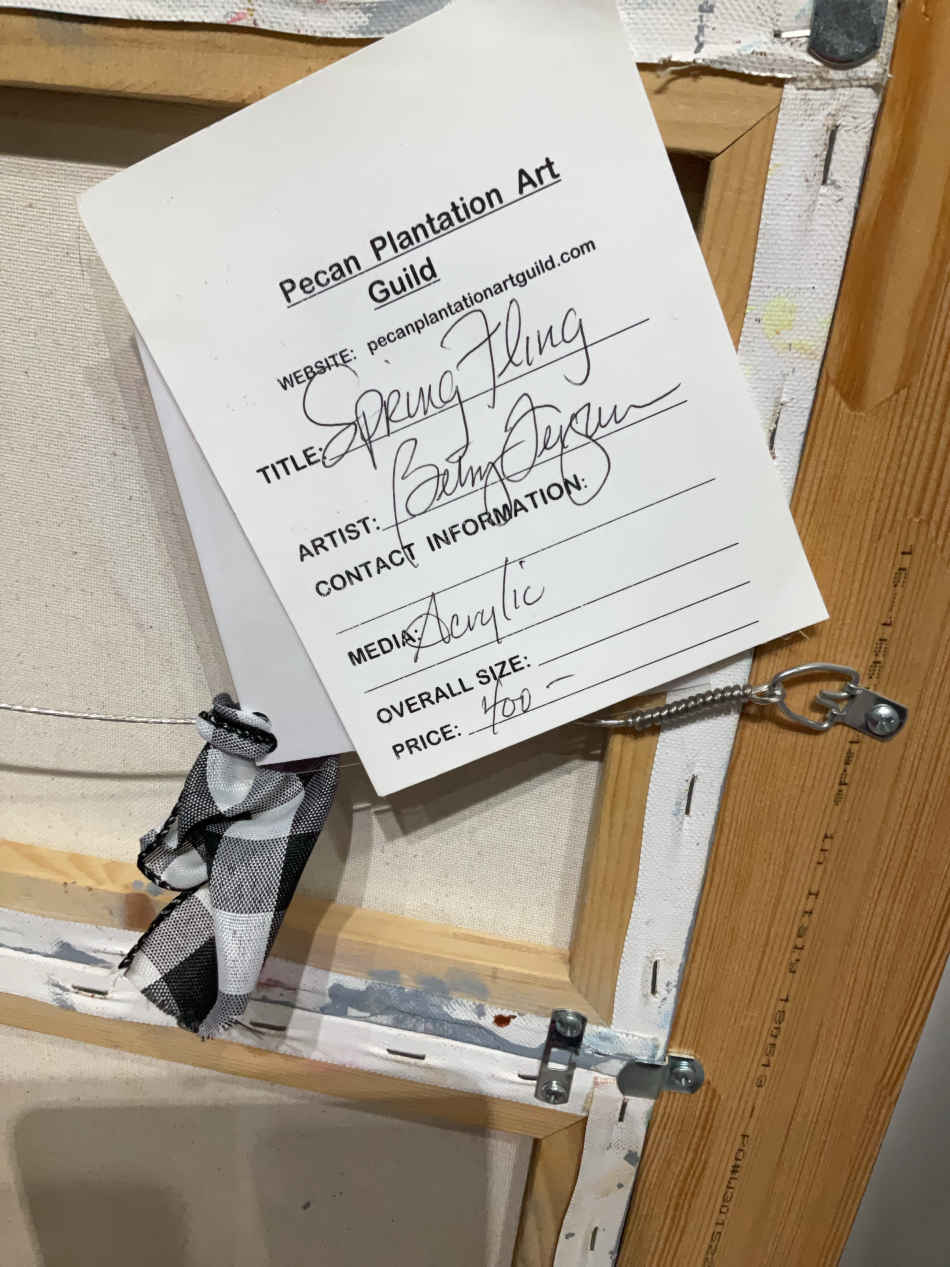 Pecan Plantation Art
Guild
WEBSITE: pecanplantationartguild.com
TITLE: Spring Fling
ARTIST: Betsy
CONTACT INFORMATION:
MEDIA: Acrylic
OVERALL SIZE:
PRICE: 400 –